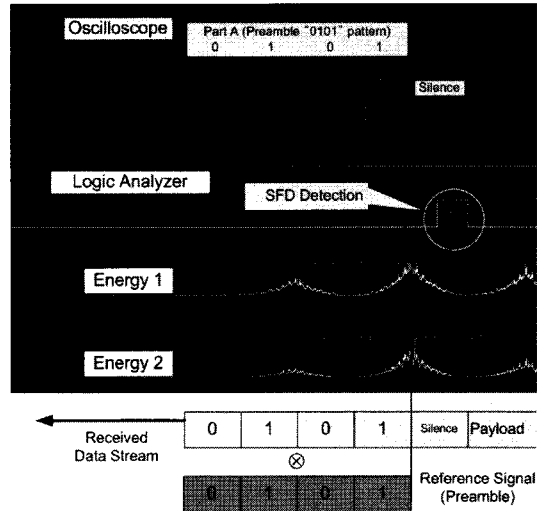 Oscilloscope
Part A (Preamble "0101" pattern)
0 1 0 1
Silence
Logic Analyzer
SFD Detection
Energy 1
Energy 2
0 1 0 1 Silence Payload
Received
Data Stream
⊗
0 1 0 1
Reference Signal
(Preamble)